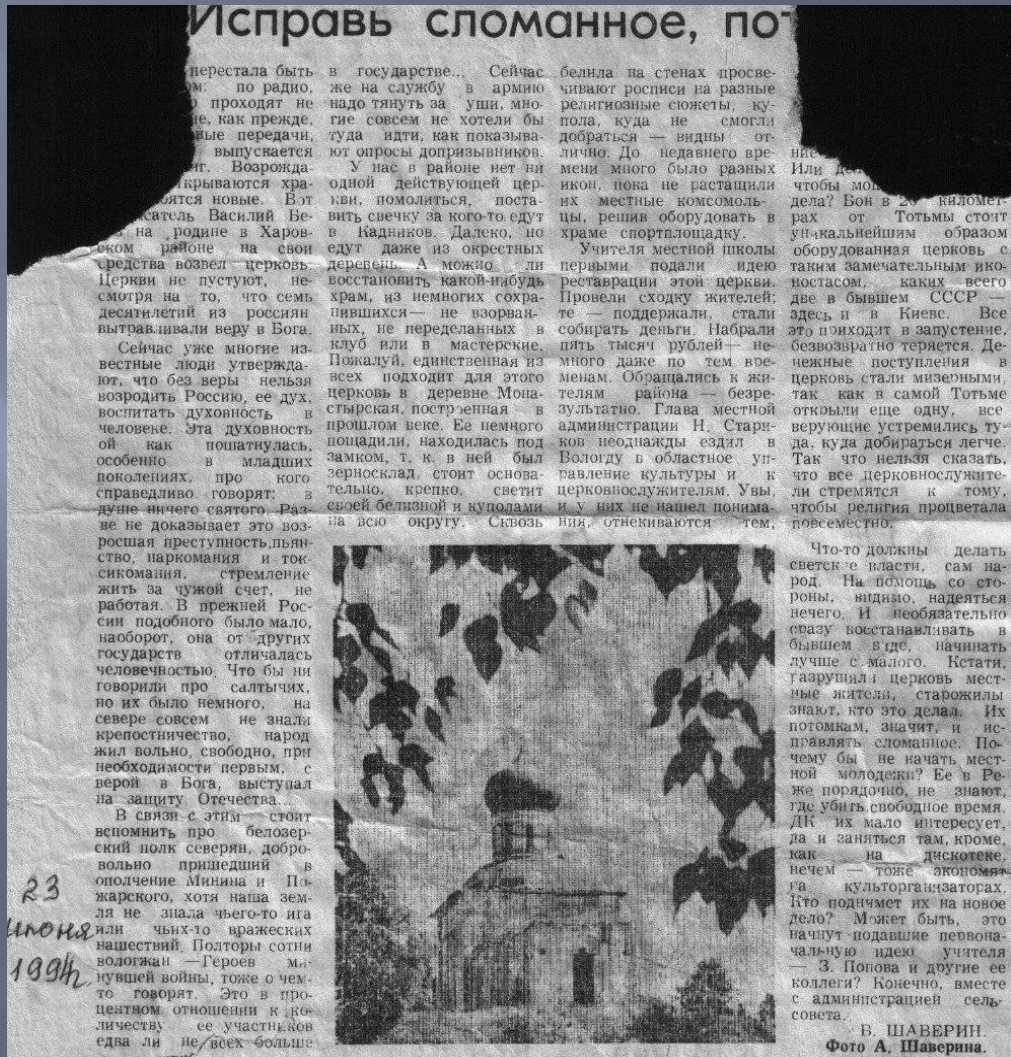 Исправь сломанное, по
перестала быть
по радио,
проходят не
как прежде,
передачи,
выпускается
Возрожда-
хра-
новые. Вот
Василий Бе-
на родине в Харов-
ском районе на свои
средства возвел церковь.
Церкви не пустуют, не-
смотря на то, что семь
десятилетий из россиян
вытравливали веру в Бога.
Сейчас уже многие из-
вестные люди утвержда-
ют, что без веры нельзя
возродить Россию, ее дух,
воспитать духовность в
человеке. Эта духовность
ой как пошатнулась,
особенно в младших
поколениях, про кого
справедливо говорят: в
душе ничего святого. Раз-
ве не доказывает это воз-
росшая преступность, пьян-
ство, наркомания и ток-
сикомания, стремление
жить за чужой счет, не
работая. В прежней Рос-
сии подобного было мало,
наоборот, она от других
государств отличалась
человечностью. Что бы ни
говорили про салтычих,
но их было немного, на
севере совсем не знали
крепостничество, народ
жил вольно, свободно, при
необходимости первым, с
верой в Бога, выступал
на защиту Отечества...
В связи с этим стоит
вспомнить про белозер-
ский полк северян, добро-
вольно пришедший в
ополчение Минина и По-
жарского, хотя наша зем-
ля не знала чьего-то ига
или чьих-то вражеских
нашествий. Полторы сотни
вологжан —Героев ми-
нувшей войны, тоже о чем-
то говорят. Это в про-
центном отношении к ко-
личеству ее участников
едва ли не всех больше
в государстве... Сейчас
же на службу в армию
надо тянуть за уши, мно-
гие совсем не хотели бы
туда идти, как показыва-
ют опросы допризывников.
У нас в районе нет ни
одной действующей цер-
кви, помолиться, поста-
вить свечку за кого-то едут
в Кадников. Далеко, но
едут даже из окрестных
деревень. А можно ли
восстановить какой-нибудь
храм, из немногих сохра-
пившихся— не взорван-
ных, не переделанных в
клуб или в мастерские.
Пожалуй, единственная из
всех подходит для этого
церковь в деревне Мона-
стырская, построенная в
прошлом веке. Ее немного
пощадили, находилась под
замком, т. к. в ней был
зерносклад, стоит основа-
тельно, крепко, светит
своей белизной и куполами
на всю округу. Сквозь
белила на стенах просве-
чивают росписи на разные
религиозные сюжеты, ку-
пола, куда не смогли
добраться — видны от-
лично. До недавнего вре-
мени много было разных
икон, пока не растащили
их местные комсомоль-
цы, решив оборудовать в
храме спортплощадку.
Учителя местной школы
первыми подали идею
реставрации этой церкви.
Провели сходку жителей;
те — поддержали, стали
собирать деньги. Набрали
пять тысяч рублей— не-
много даже по тем вре-
менам. Обращались к жи-
телям района — безре-
зультатно. Глава местной
администрации Н. Стари-
ков неоднажды ездил в
Вологду в областное уп-
равление культуры и к
церковнослужителям. Увы,
и у них не нашел понима-
ния, отнекиваются тем,
ние
Или
чтобы
дела? Вон в 20 километ-
рах от Тотьмы стоит
уникальнейшим образом
оборудованная церковь с
таким замечательным ико-
ностасом, каких всего
две в бывшем СССР —
здесь и в Киеве. Все
это приходит в запустение,
безвозвратно теряется. Де-
нежные поступления в
церковь стали мизерными,
так как в самой Тотьме
открыли еще одну, все
верующие устремились ту-
да, куда добираться легче.
Так что нельзя сказать,
что все церковнослужите-
ли стремятся к тому,
чтобы религия процветала
повсеместно.
Что-то должны делать
светские власти, сам на-
род. На помощь со сто-
роны, видимо, надеяться
нечего. И необязательно
сразу восстанавливать в
бывшем виде, начинать
лучше с малого. Кстати,
разрушили церковь мест-
ные жители, старожилы
знают, кто это делал. Их
потомкам, значит, и ис-
правлять сломанное. По-
чему бы не начать мест-
ной молодежи? Ее в Ре-
же порядочно, не знают,
где убить свободное время.
ДК их мало интересует,
да и заняться там, кроме,
как на дискотеке,
нечем — тоже экономят
на культорганизаторах.
Кто поднимет их на новое
дело? Может быть, это
начнут подавшие первона-
чальную идею учителя
— З. Попова и другие ее
коллеги? Конечно, вместе
с администрацией сель-
совета.
В. ШАВЕРИН.
Фото А. Шаверина.
23
июня
1994г.